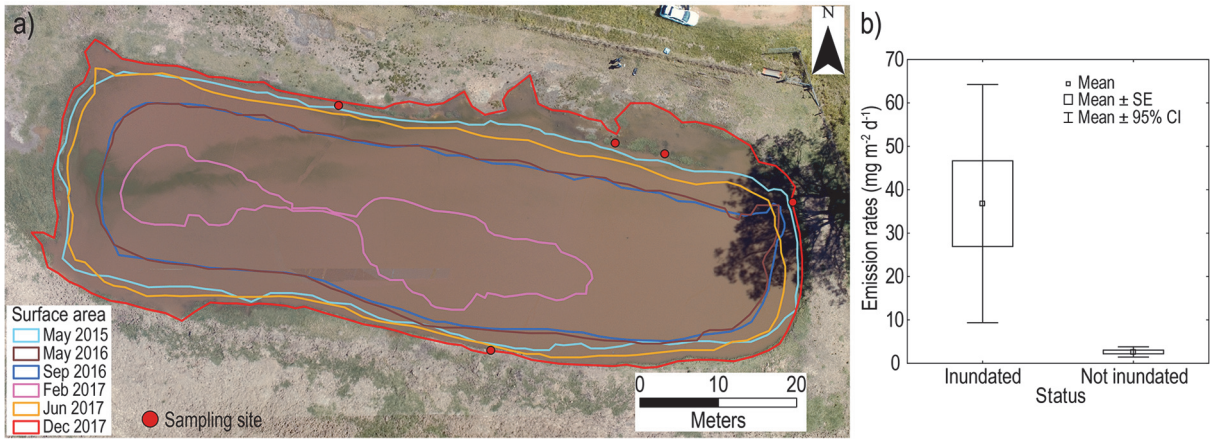 a)
N
Surface area
May 2015
May 2016
Sep 2016
Feb 2017
Jun 2017
Dec 2017
Sampling site
0 10 20
Meters
b)
Emission rates (mg m⁻² d⁻¹)
70
60
50
40
30
20
10
0
Mean
Mean ± SE
Mean ± 95% CI
Inundated Not inundated
Status